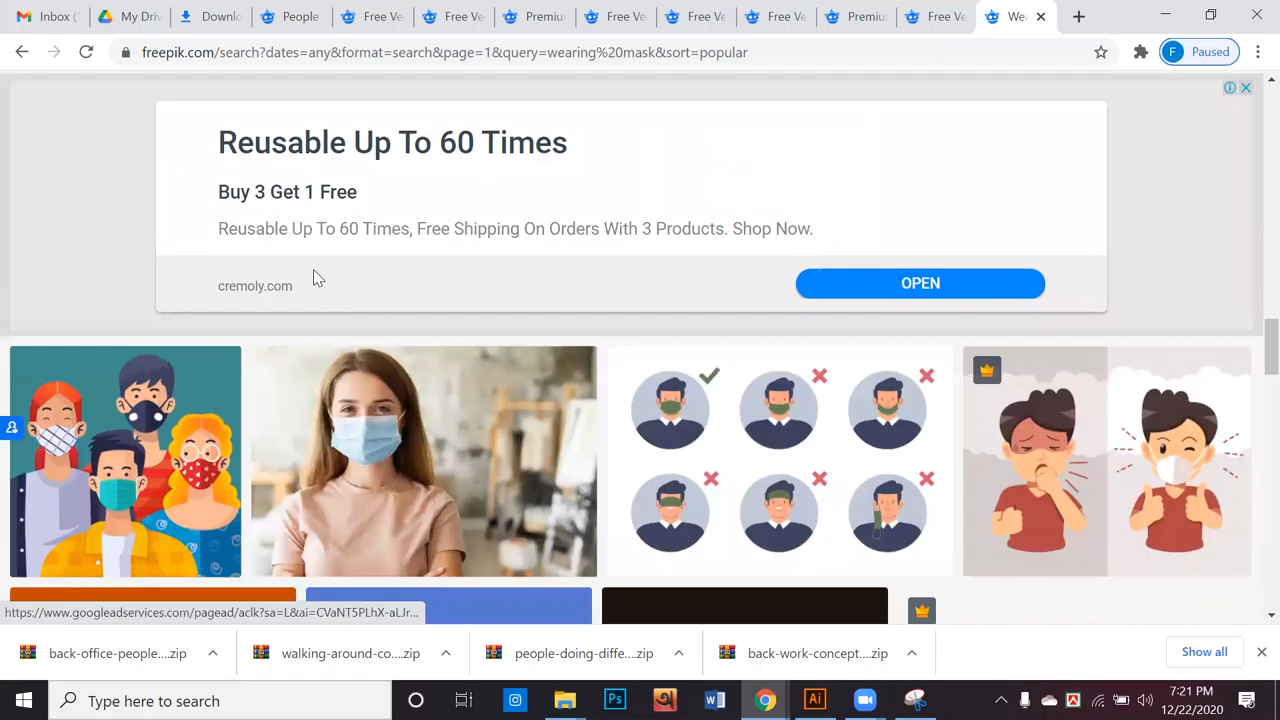 Inbox (
My Driv
Downlo
People
Free Ve
Free Ve
Premiu
Free Ve
Free Ve
Free V
Premiu
Free Ve
We
freepik.com/search?dates=any&format=search&page=1&query=wearing%20mask&sort=popular
F Paused
Reusable Up To 60 Times
Buy 3 Get 1 Free
Reusable Up To 60 Times, Free Shipping On Orders With 3 Products. Shop Now.
cremoly.com
OPEN
https://www.googleadservices.com/pagead/aclk?sa=L&ai=CVaNT5PLhX-aLJr...
back-office-people....zip
walking-around-co....zip
people-doing-diffe....zip
back-work-concept....zip
Show all
Type here to search
Ps
W
Ai
7:21 PM
12/22/2020